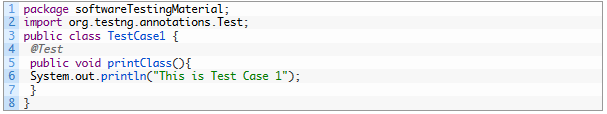 1 package softwareTestingMaterial;
2 import org.testng.annotations.Test;
3 public class TestCase1 {
4 @Test
5 public void printClass(){
6 System.out.println("This is Test Case 1");
7 }
8 }